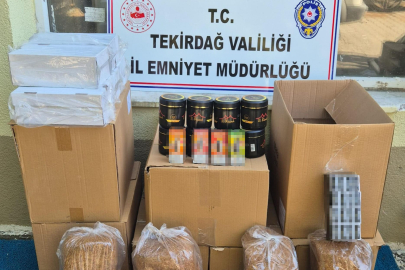 T.C.
TEKİRDAĞ VALİLİĞİ
İL EMNİYET MÜDÜRLÜĞÜ